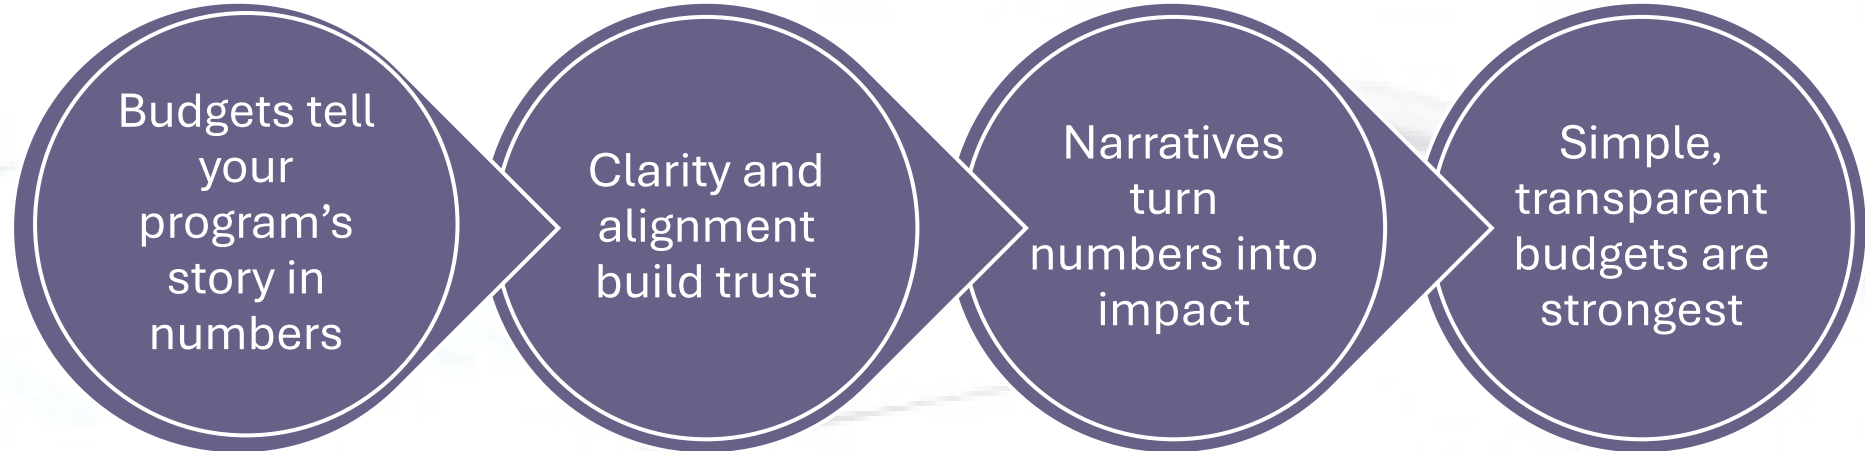 Budgets tell
your
program’s
story in
numbers
Clarity and
alignment
build trust
Narratives
turn
numbers into
impact
Simple,
transparent
budgets are
strongest